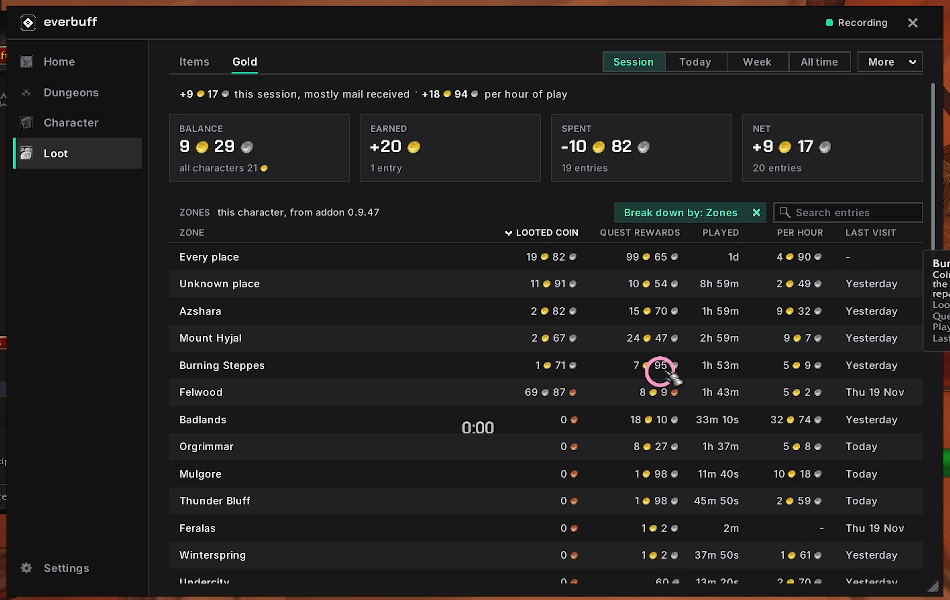 everbuff
Recording
Home
Dungeons
Character
Loot
Settings
Items Gold
Session Today Week All time More
+9 17 this session, mostly mail received · +18 94 per hour of play
BALANCE
9 29
all characters 21
EARNED
+20
1 entry
SPENT
-10 82
19 entries
NET
+9 17
20 entries
ZONES this character, from addon 0.9.47
Break down by: Zones ×
Search entries
ZONE LOOTED COIN QUEST REWARDS PLAYED PER HOUR LAST VISIT
Every place 19 82 99 65 1d 4 90 -
Unknown place 11 91 10 54 8h 59m 2 49 Yesterday
Azshara 2 82 15 70 1h 59m 9 32 Yesterday
Mount Hyjal 2 67 24 47 2h 59m 9 7 Yesterday
Burning Steppes 1 71 7 95 1h 53m 5 9 Yesterday
Felwood 69 87 8 9 1h 43m 5 2 Thu 19 Nov
Badlands 0 18 10 33m 10s 32 74 Yesterday
0:00
Orgrimmar 0 8 27 1h 37m 5 8 Today
Mulgore 0 1 98 11m 40s 10 18 Today
Thunder Bluff 0 1 98 45m 50s 2 59 Today
Feralas 0 1 2 2m - Thu 19 Nov
Winterspring 0 1 2 37m 50s 1 61 Yesterday
Undercity 0 60 13m 20s 2 70 Yesterday